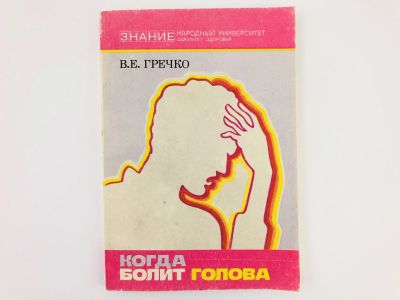 ЗНАНИЕ НАРОДНЫЙ УНИВЕРСИТЕТ
ФАКУЛЬТЕТ ЗДОРОВЬЯ
В.Е. ГРЕЧКО
КОГДА
БОЛИТ ГОЛОВА